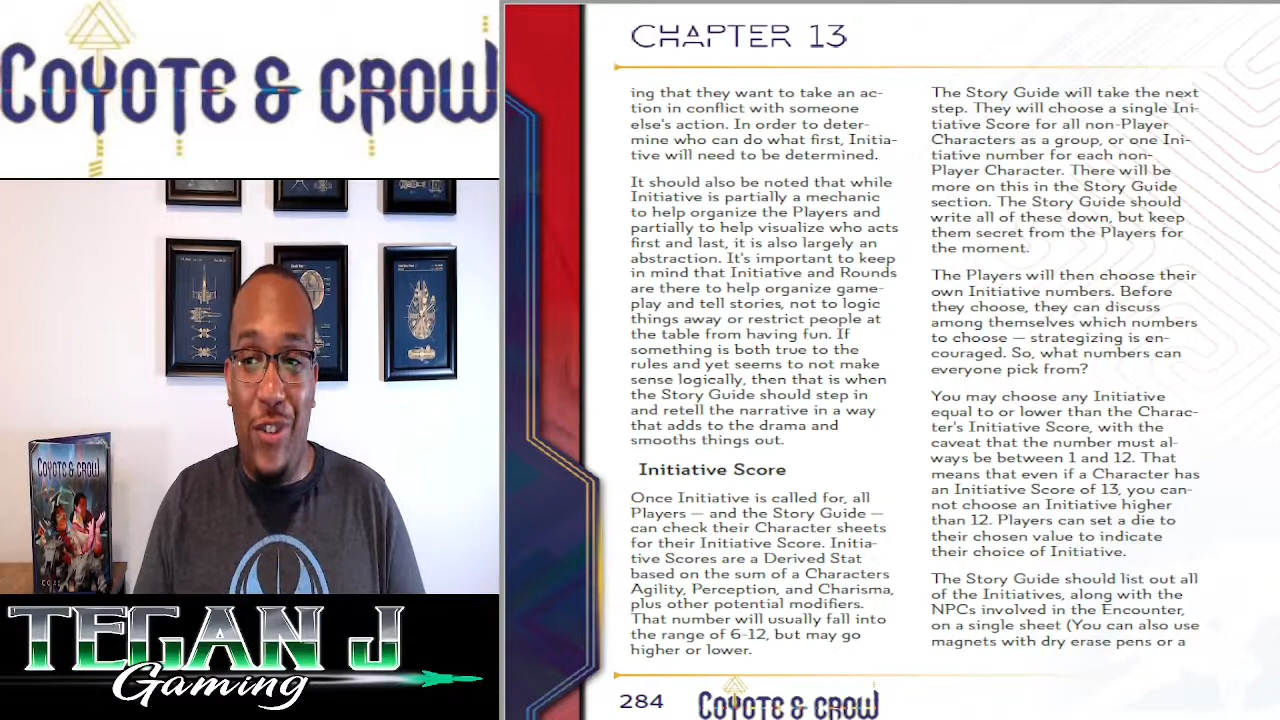 COYOTE & CROW
COYOTE & CROW
TEGAN J
Gaming
CHAPTER 13
ing that they want to take an ac-
tion in conflict with someone
else's action. In order to deter-
mine who can do what first, Initia-
tive will need to be determined.
It should also be noted that while
Initiative is partially a mechanic
to help organize the Players and
partially to help visualize who acts
first and last, it is also largely an
abstraction. It's important to keep
in mind that Initiative and Rounds
are there to help organize game-
play and tell stories, not to logic
things away or restrict people at
the table from having fun. If
something is both true to the
rules and yet seems to not make
sense logically, then that is when
the Story Guide should step in
and retell the narrative in a way
that adds to the drama and
smooths things out.
Initiative Score
Once Initiative is called for, all
Players — and the Story Guide —
can check their Character sheets
for their Initiative Score. Initia-
tive Scores are a Derived Stat
based on the sum of a Characters
Agility, Perception, and Charisma,
plus other potential modifiers.
That number will usually fall into
the range of 6-12, but may go
higher or lower.
The Story Guide will take the next
step. They will choose a single Ini-
tiative Score for all non-Player
Characters as a group, or one Ini-
tiative number for each non-
Player Character. There will be
more on this in the Story Guide
section. The Story Guide should
write all of these down, but keep
them secret from the Players for
the moment.
The Players will then choose their
own Initiative numbers. Before
they choose, they can discuss
among themselves which numbers
to choose — strategizing is en-
couraged. So, what numbers can
everyone pick from?
You may choose any Initiative
equal to or lower than the Charac-
ter's Initiative Score, with the
caveat that the number must al-
ways be between 1 and 12. That
means that even if a Character has
an Initiative Score of 13, you can-
not choose an Initiative higher
than 12. Players can set a die to
their chosen value to indicate
their choice of Initiative.
The Story Guide should list out all
of the Initiatives, along with the
NPCs involved in the Encounter,
on a single sheet (You can also use
magnets with dry erase pens or a
284
COYOTE & CROW